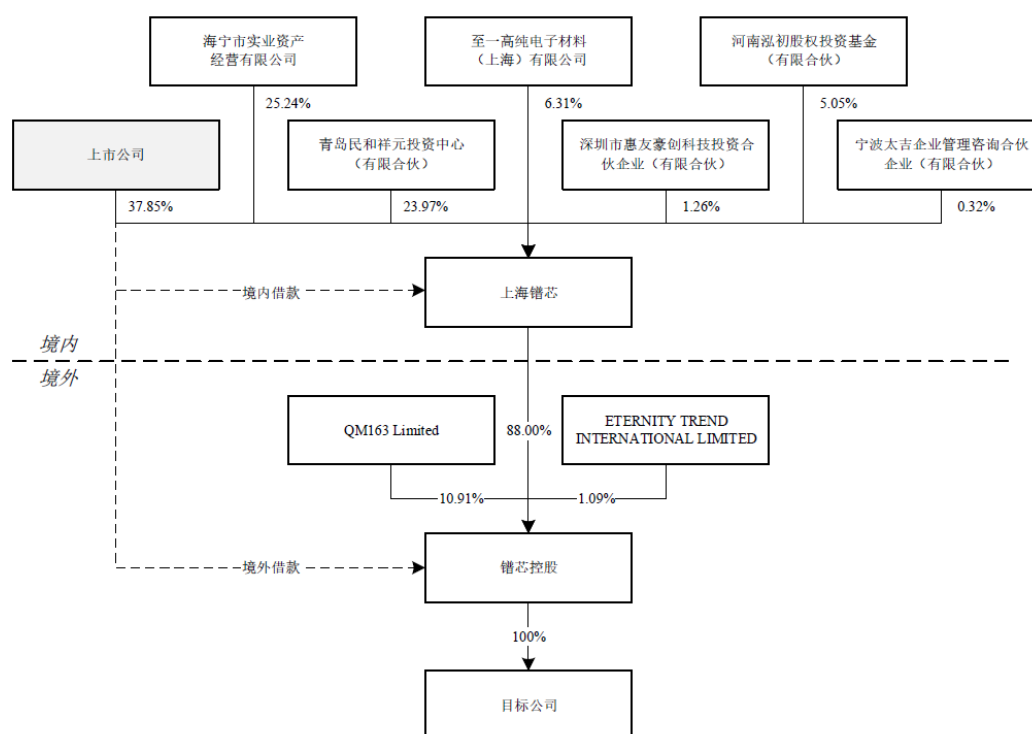 海宁市实业资产
经营有限公司
至一高纯电子材料
（上海）有限公司
河南泓初股权投资基金
（有限合伙）
25.24%
6.31%
5.05%
上市公司
青岛民和祥元投资中心
（有限合伙）
深圳市惠友豪创科技投资合
伙企业（有限合伙）
宁波太吉企业管理咨询合伙
企业（有限合伙）
37.85%
23.97%
1.26%
0.32%
境内借款
上海镨芯
境内
境外
QM163 Limited
88.00%
ETERNITY TREND
INTERNATIONAL LIMITED
10.91%
1.09%
境外借款
镨芯控股
100%
目标公司